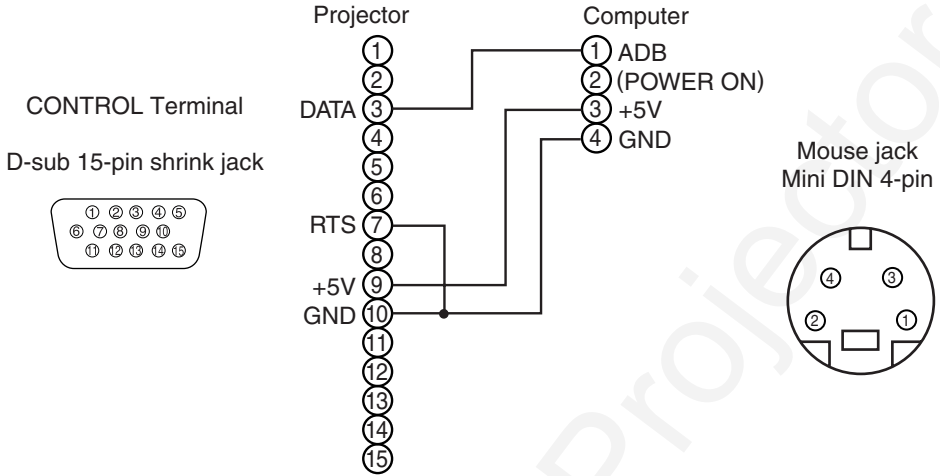 Projector
Computer
CONTROL Terminal
D-sub 15-pin shrink jack
① ② ③ ④ ⑤
⑥ ⑦ ⑧ ⑨ ⑩
⑪ ⑫ ⑬ ⑭ ⑮
1
2
DATA 3
4
5
6
RTS 7
8
+5V 9
GND 10
11
12
13
14
15
1 ADB
2 (POWER ON)
3 +5V
4 GND
Mouse jack
Mini DIN 4-pin
4 3
2 1
Projector